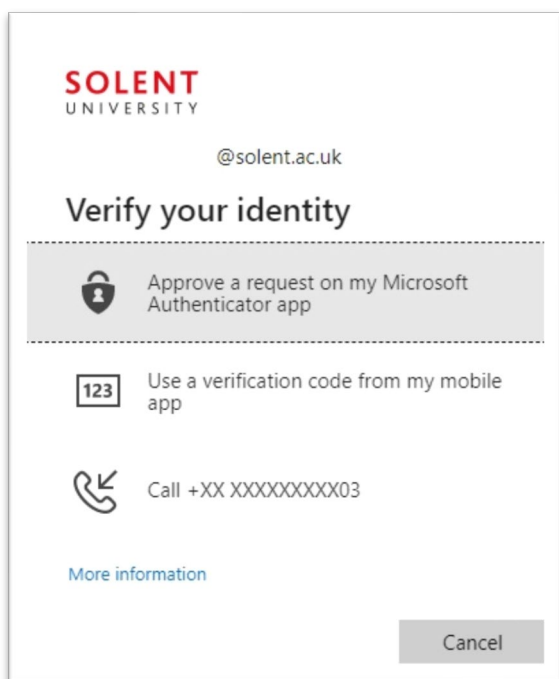 SOLENT
UNIVERSITY
@solent.ac.uk
Verify your identity
Approve a request on my Microsoft
Authenticator app
123
Use a verification code from my mobile
app
Call +XX XXXXXXXXX03
More information
Cancel